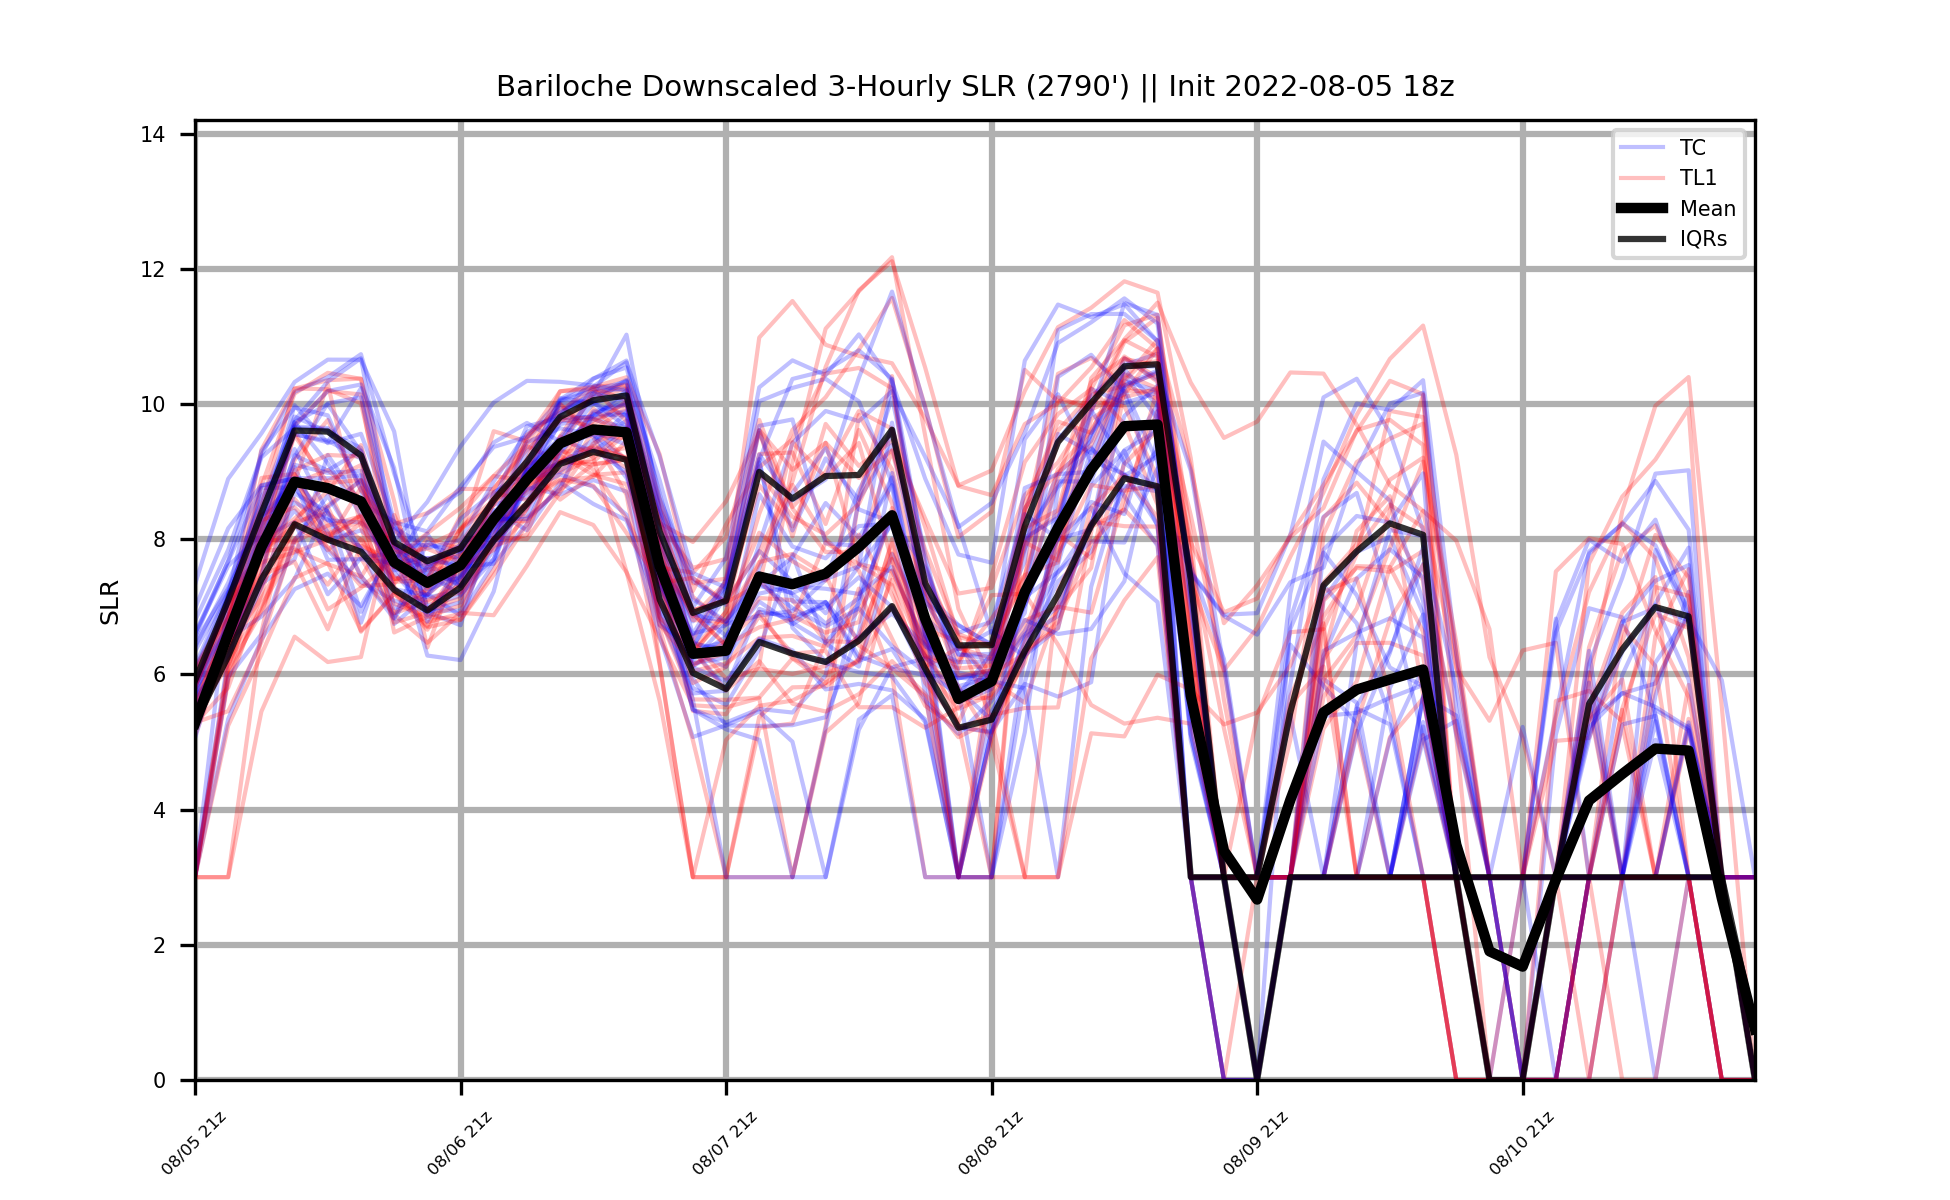 Bariloche Downscaled 3-Hourly SLR (2790') || Init 2022-08-05 18z
14
12
10
8
6
4
2
0
SLR
TC
TL1
Mean
IQRs
08/05 21z
08/06 21z
08/07 21z
08/08 21z
08/09 21z
08/10 21z